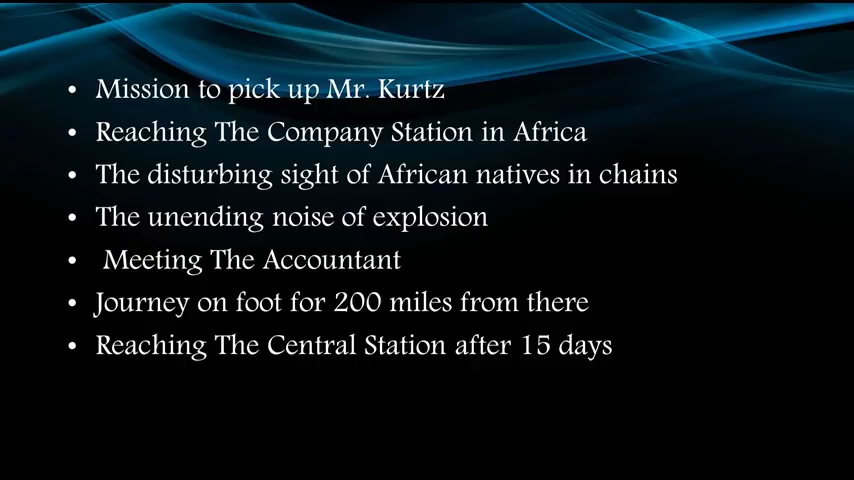 • Mission to pick up Mr. Kurtz
• Reaching The Company Station in Africa
• The disturbing sight of African natives in chains
• The unending noise of explosion
• Meeting The Accountant
• Journey on foot for 200 miles from there
• Reaching The Central Station after 15 days